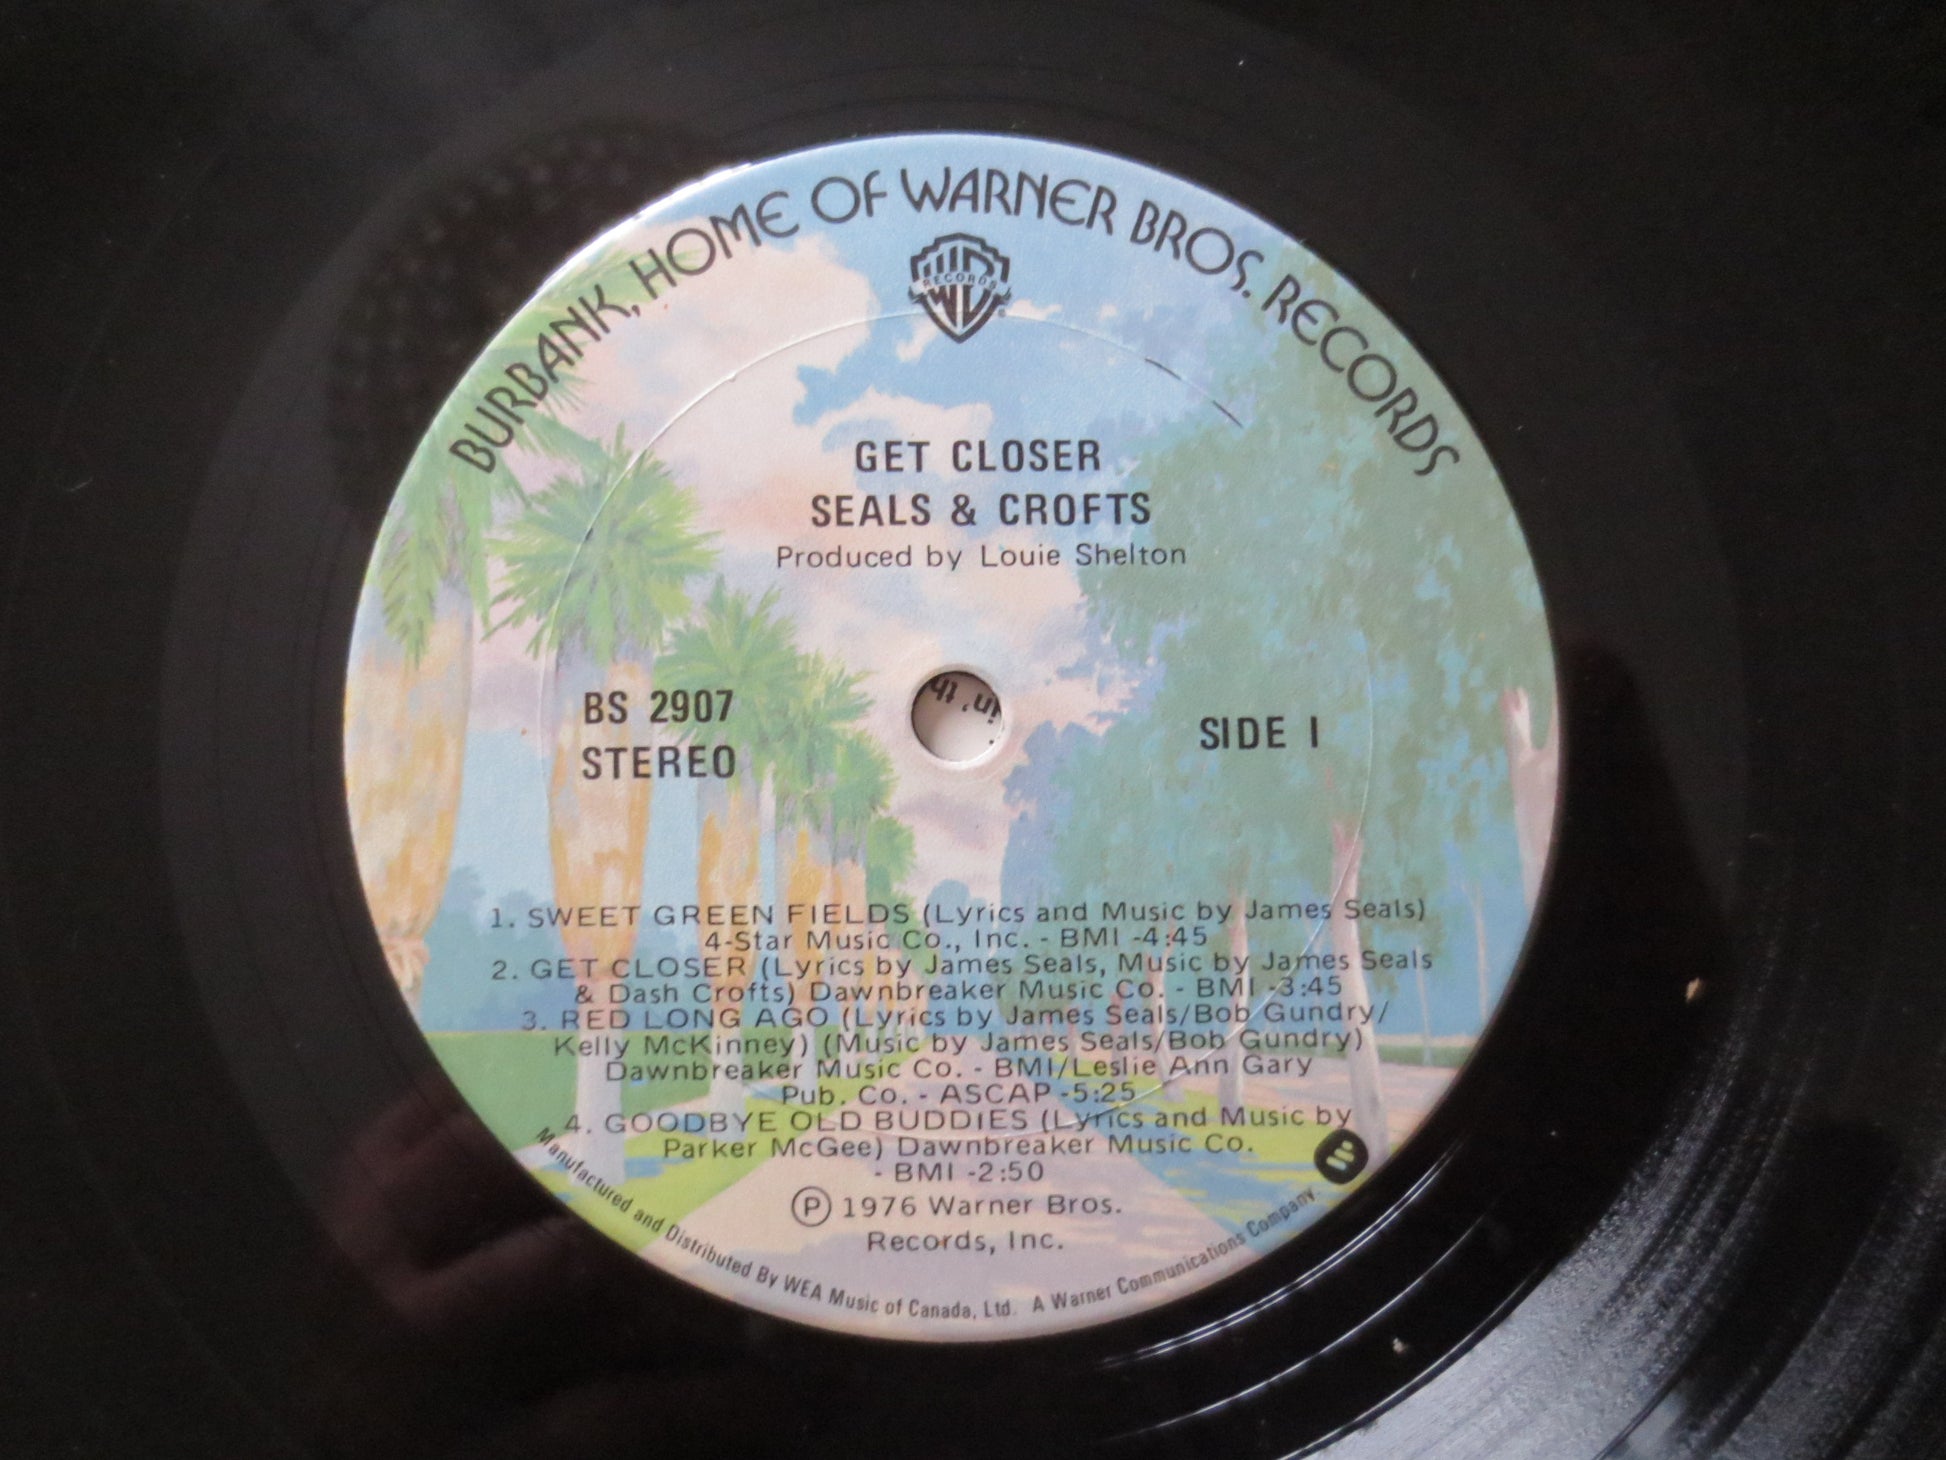 BURBANK, HOME OF WARNER BROS. RECORDS
WB
RECORDS
®
GET CLOSER
SEALS & CROFTS
Produced by Louie Shelton
BS 2907
STEREO
SIDE 1
in' th
1. SWEET GREEN FIELDS (Lyrics and Music by James Seals)
4-Star Music Co., Inc. - BMI -4:45
2. GET CLOSER (Lyrics by James Seals, Music by James Seals
& Dash Crofts) Dawnbreaker Music Co. - BMI -3:45
3. RED LONG AGO (Lyrics by James Seals/Bob Gundry/
Kelly McKinney) (Music by James Seals/Bob Gundry)
Dawnbreaker Music Co. - BMI/Leslie Ann Gary
Pub. Co. - ASCAP -5:25
4. GOODBYE OLD BUDDIES (Lyrics and Music by
Parker McGee) Dawnbreaker Music Co.
- BMI -2:50
Ⓟ 1976 Warner Bros.
Records, Inc.
Manufactured and Distributed By WEA Music of Canada, Ltd. A Warner Communications Company.